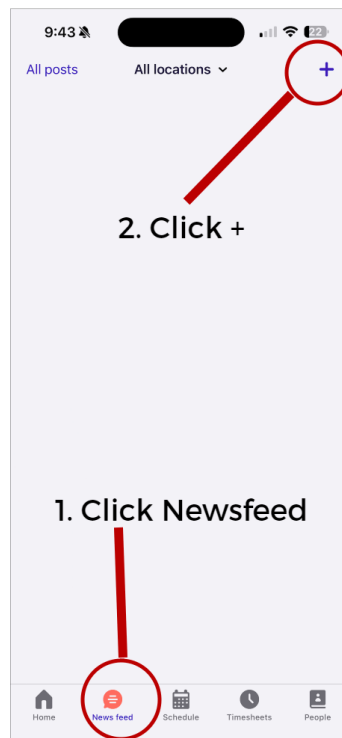 9:43
22
All posts All locations +
2. Click +
1. Click Newsfeed
Home News feed Schedule Timesheets People